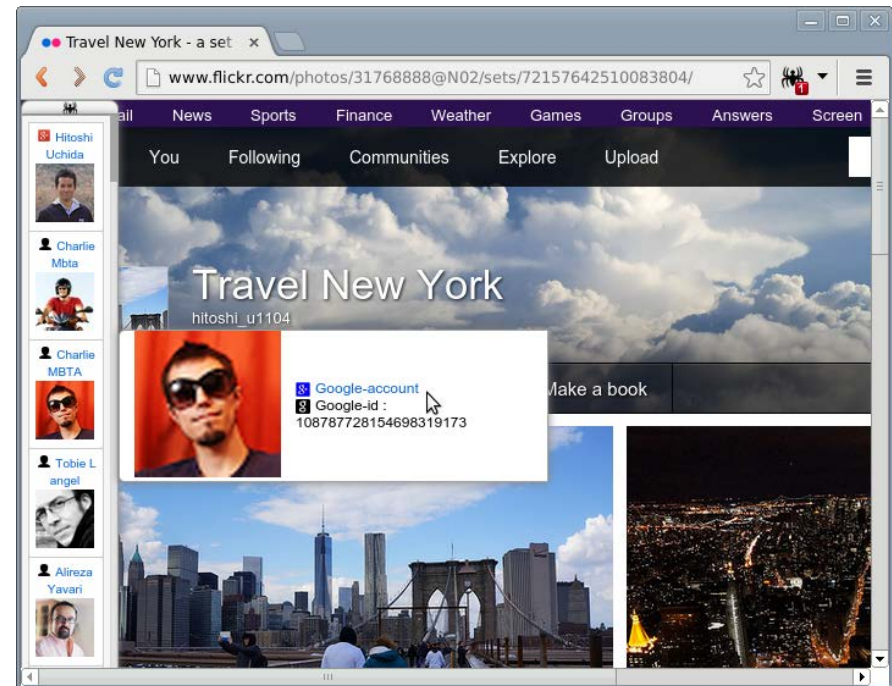 Travel New York - a set
www.flickr.com/photos/31768888@N02/sets/72157642510083804/
1
ail News Sports Finance Weather Games Groups Answers Screen
You Following Communities Explore Upload
Hitoshi
Uchida
Charlie
Mbta
Charlie
MBTA
Tobie L
angel
Alireza
Yavari
Travel New York
hitoshi_u1104
Make a book
Google-account
Google-id :
108787728154698319173